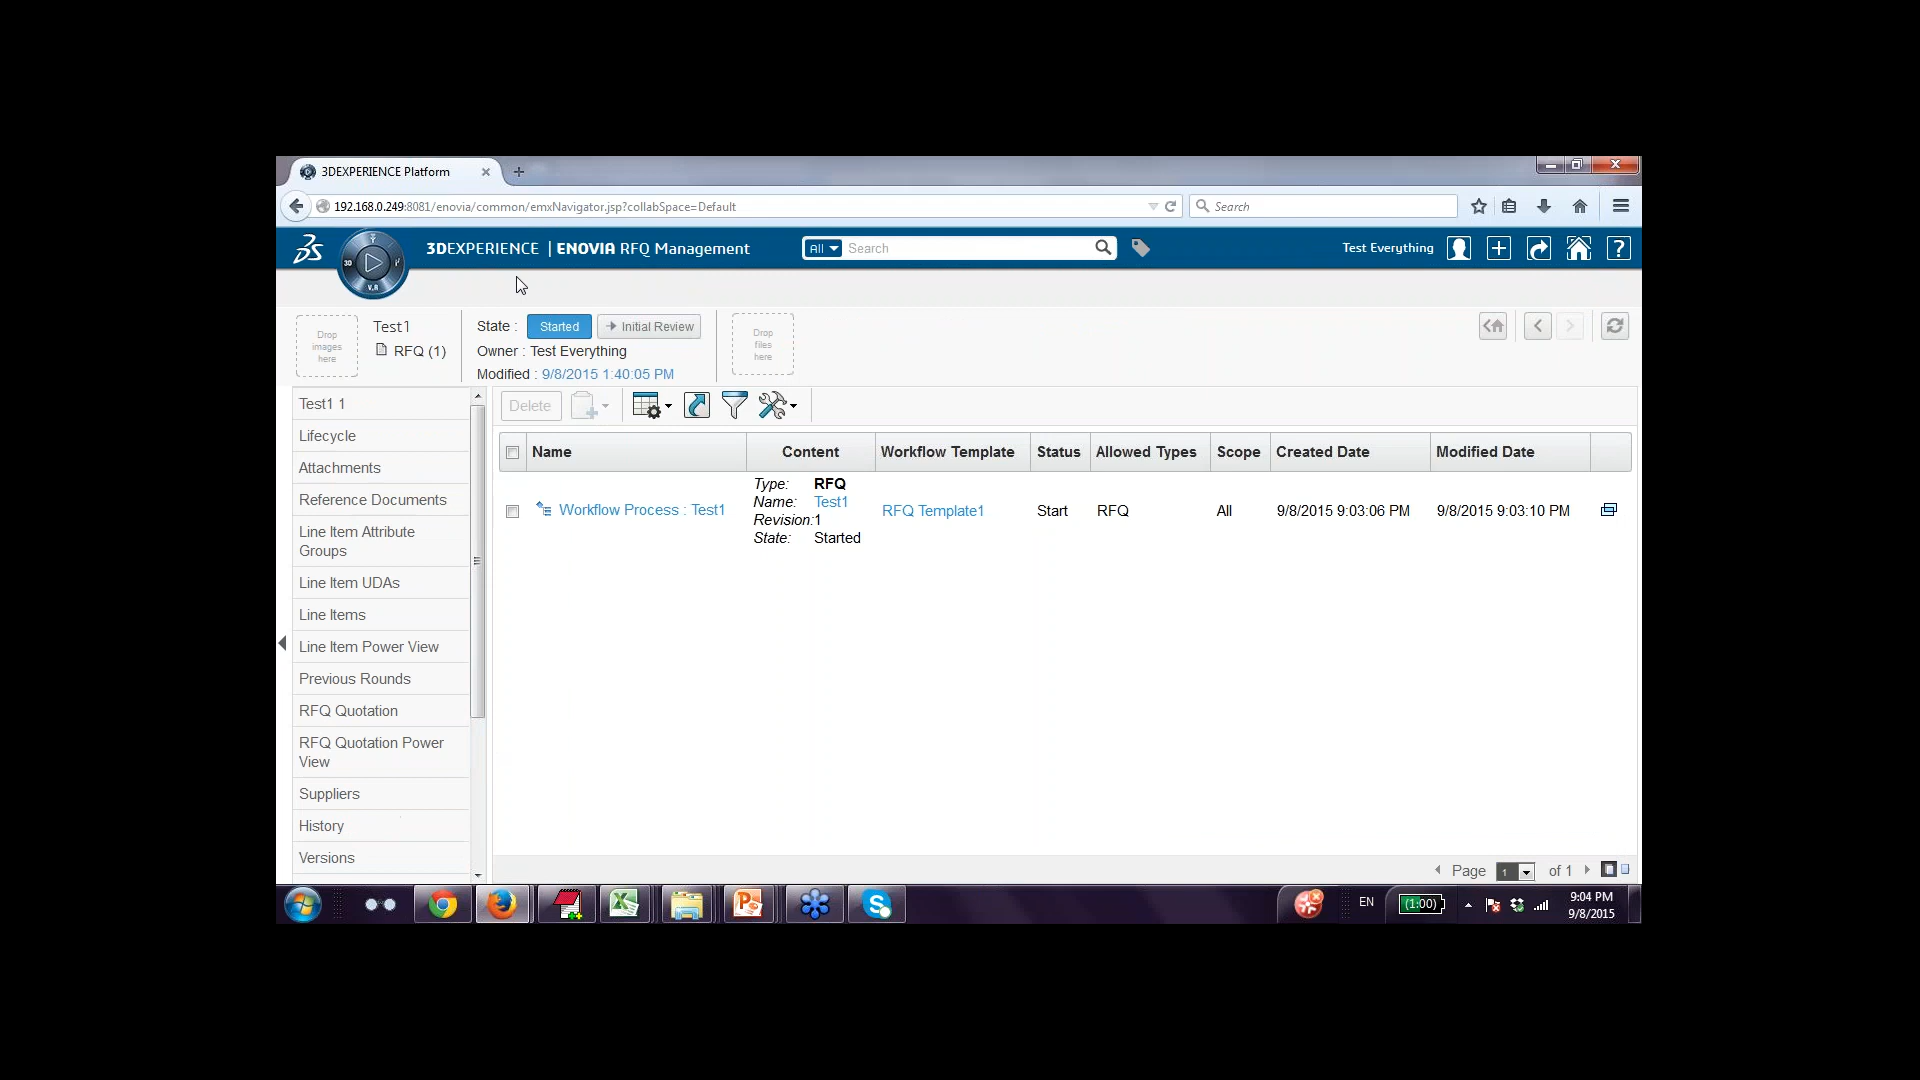 3DEXPERIENCE Platform
192.168.0.249:8081/enovia/common/emxNavigator.jsp?collabSpace=Default
Search
3DEXPERIENCE | ENOVIA RFQ Management
All
Search
Test Everything
3D
V.R
Drop images here
Test1
RFQ (1)
State : Started Initial Review
Owner : Test Everything
Modified : 9/8/2015 1:40:05 PM
Drop files here
Test1 1
Lifecycle
Attachments
Reference Documents
Line Item Attribute
Groups
Line Item UDAs
Line Items
Line Item Power View
Previous Rounds
RFQ Quotation
RFQ Quotation Power
View
Suppliers
History
Versions
Delete
Name Content Workflow Template Status Allowed Types Scope Created Date Modified Date
Type: RFQ
Name: Test1
Revision:1
State: Started
Workflow Process : Test1
RFQ Template1 Start RFQ All 9/8/2015 9:03:06 PM 9/8/2015 9:03:10 PM
Page 1 of 1
EN
(1:00)
9:04 PM
9/8/2015